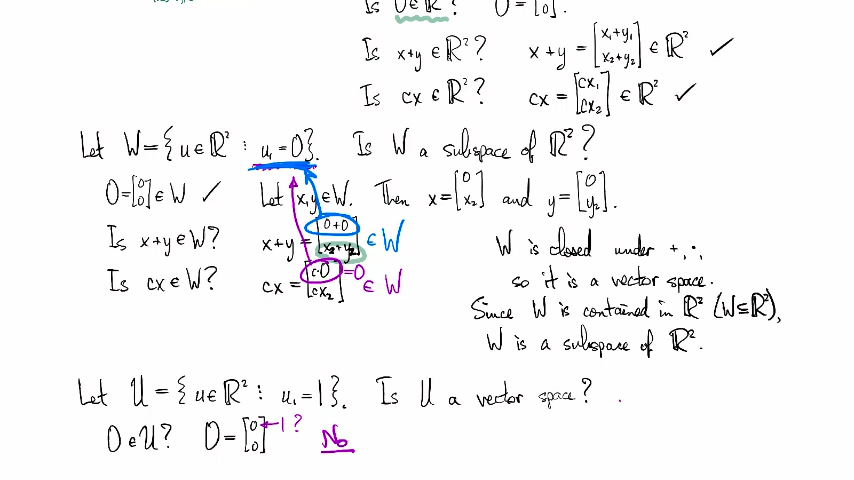 Is 0∈ℝ²? 0 = [0].
Is x+y ∈ ℝ²? x+y = [x₁+y₁ x₂+y₂] ∈ ℝ² ✓
Is cx ∈ ℝ²? cx = [cx₁ cx₂] ∈ ℝ² ✓
Let W = {u∈ℝ² : u₁ = 0}. Is W a subspace of ℝ²?
0 = [0 0] ∈ W ✓ Let x,y ∈ W. Then x = [0 x₂] and y = [0 y₂].
Is x+y ∈ W? x+y = [0+0 x₂+y₂] ∈ W
Is cx ∈ W? cx = [c·0 cx₂] =0 ∈ W
W is closed under +, ·,
so it is a vector space.
Since W is contained in ℝ² (W⊆ℝ²),
W is a subspace of ℝ².
Let U = {u∈ℝ² : u₁ = 1}. Is U a vector space?
0 ∈ U? 0 = [0 0] ←1? No